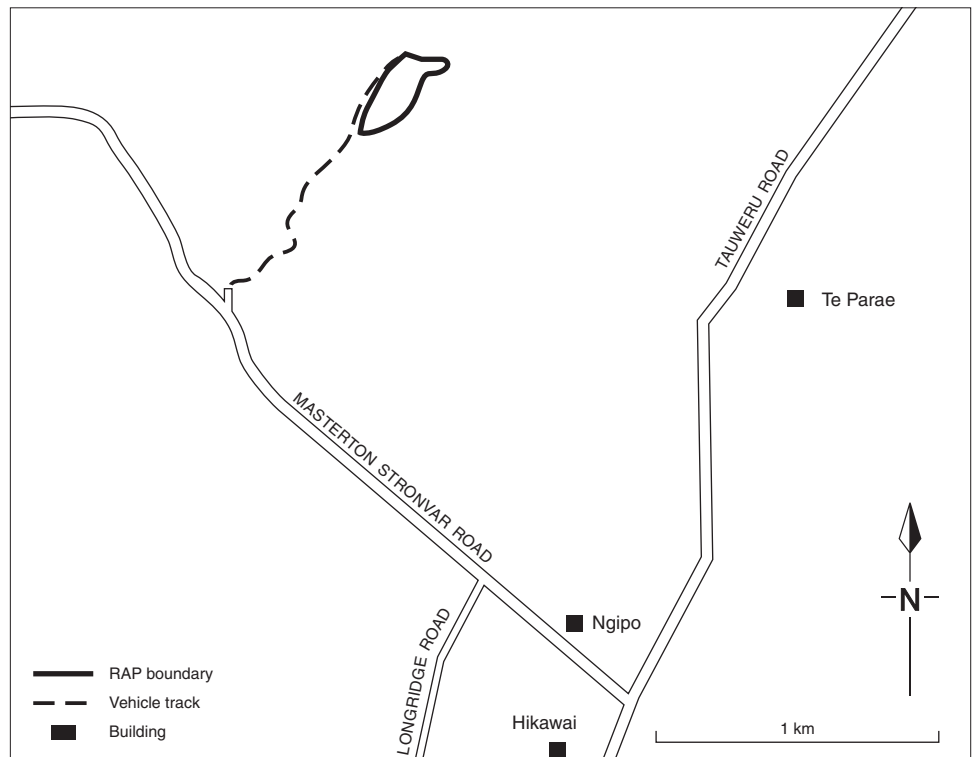 TAUWERU ROAD
Te Parae
MASTERTON STRONVAR ROAD
N
Ngipo
LONGRIDGE ROAD
RAP boundary
Vehicle track
Building
Hikawai
1 km